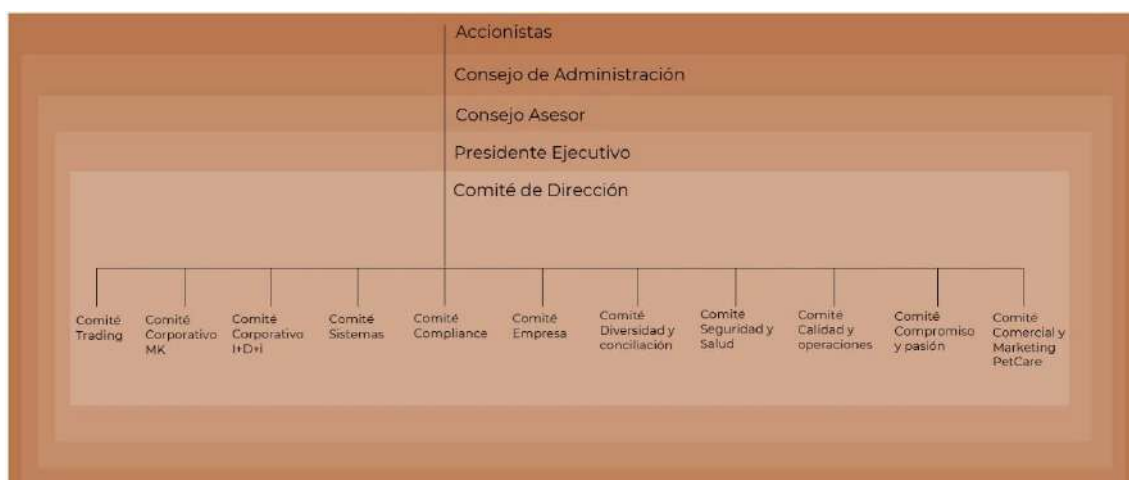 Accionistas
Consejo de Administración
Consejo Asesor
Presidente Ejecutivo
Comité de Dirección
Comité
Trading
Comité
Corporativo
MK
Comité
Corporativo
I+D+i
Comité
Sistemas
Comité
Compliance
Comité
Empresa
Comité
Diversidad y
conciliación
Comité
Seguridad y
Salud
Comité
Calidad y
operaciones
Comité
Compromiso
y pasión
Comité
Comercial y
Marketing
PetCare